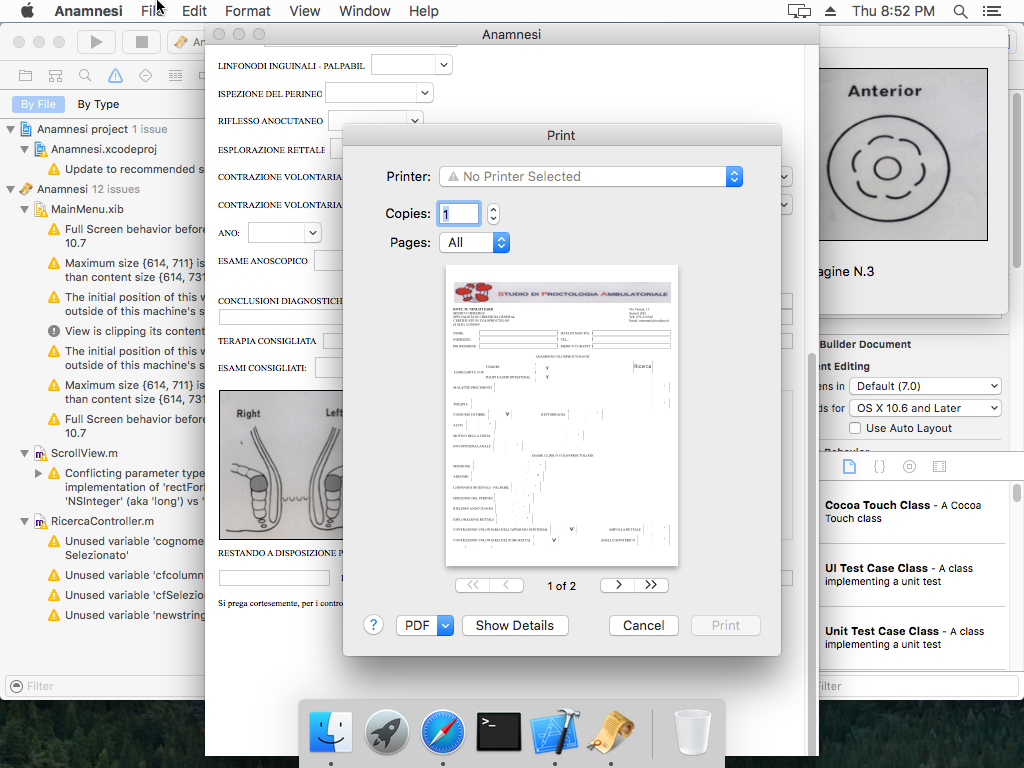 Anamnesi File Edit Format View Window Help Thu 8:52 PM
Anamnesi
By File By Type
Anamnesi project 1 issue
Anamnesi.xcodeproj
Update to recommended s
Anamnesi 12 issues
MainMenu.xib
Full Screen behavior before
10.7
Maximum size {614, 711} is
than content size {614, 731
The initial position of this w
outside of this machine's s
View is clipping its content
The initial position of this w
outside of this machine's s
Maximum size {614, 711} is
than content size {614, 731
Full Screen behavior before
10.7
ScrollView.m
Conflicting parameter type
implementation of 'rectForP
'NSInteger' (aka 'long') vs '
RicercaController.m
Unused variable 'cognome
Selezionato'
Unused variable 'cfcolumn
Unused variable 'cfSelezio
Unused variable 'newstring
Filter
LINFONODI INGUINALI - PALPABIL
ISPEZIONE DEL PERINEO
RIFLESSO ANOCUTANEO
ESPLORAZIONE RETTALE
CONTRAZIONE VOLONTARIA
CONTRAZIONE VOLONTARIA
ANO:
ESAME ANOSCOPICO
CONCLUSIONI DIAGNOSTICH
TERAPIA CONSIGLIATA
ESAMI CONSIGLIATI:
Right Left
RESTANDO A DISPOSIZIONE P
Si prega cortesemente, per i contro
Print
Printer: No Printer Selected
Copies: 1
Pages: All
STUDIO DI PROCTOLOGIA AMBULATORIALE
Ricerca
1 of 2
? PDF Show Details Cancel Print
Anterior
agine N.3
Builder Document
nt Editing
ens in Default (7.0)
ds for OS X 10.6 and Later
Use Auto Layout
Cocoa Touch Class - A Cocoa
Touch class
UI Test Case Class - A class
implementing a unit test
Unit Test Case Class - A class
implementing a unit test
ilter